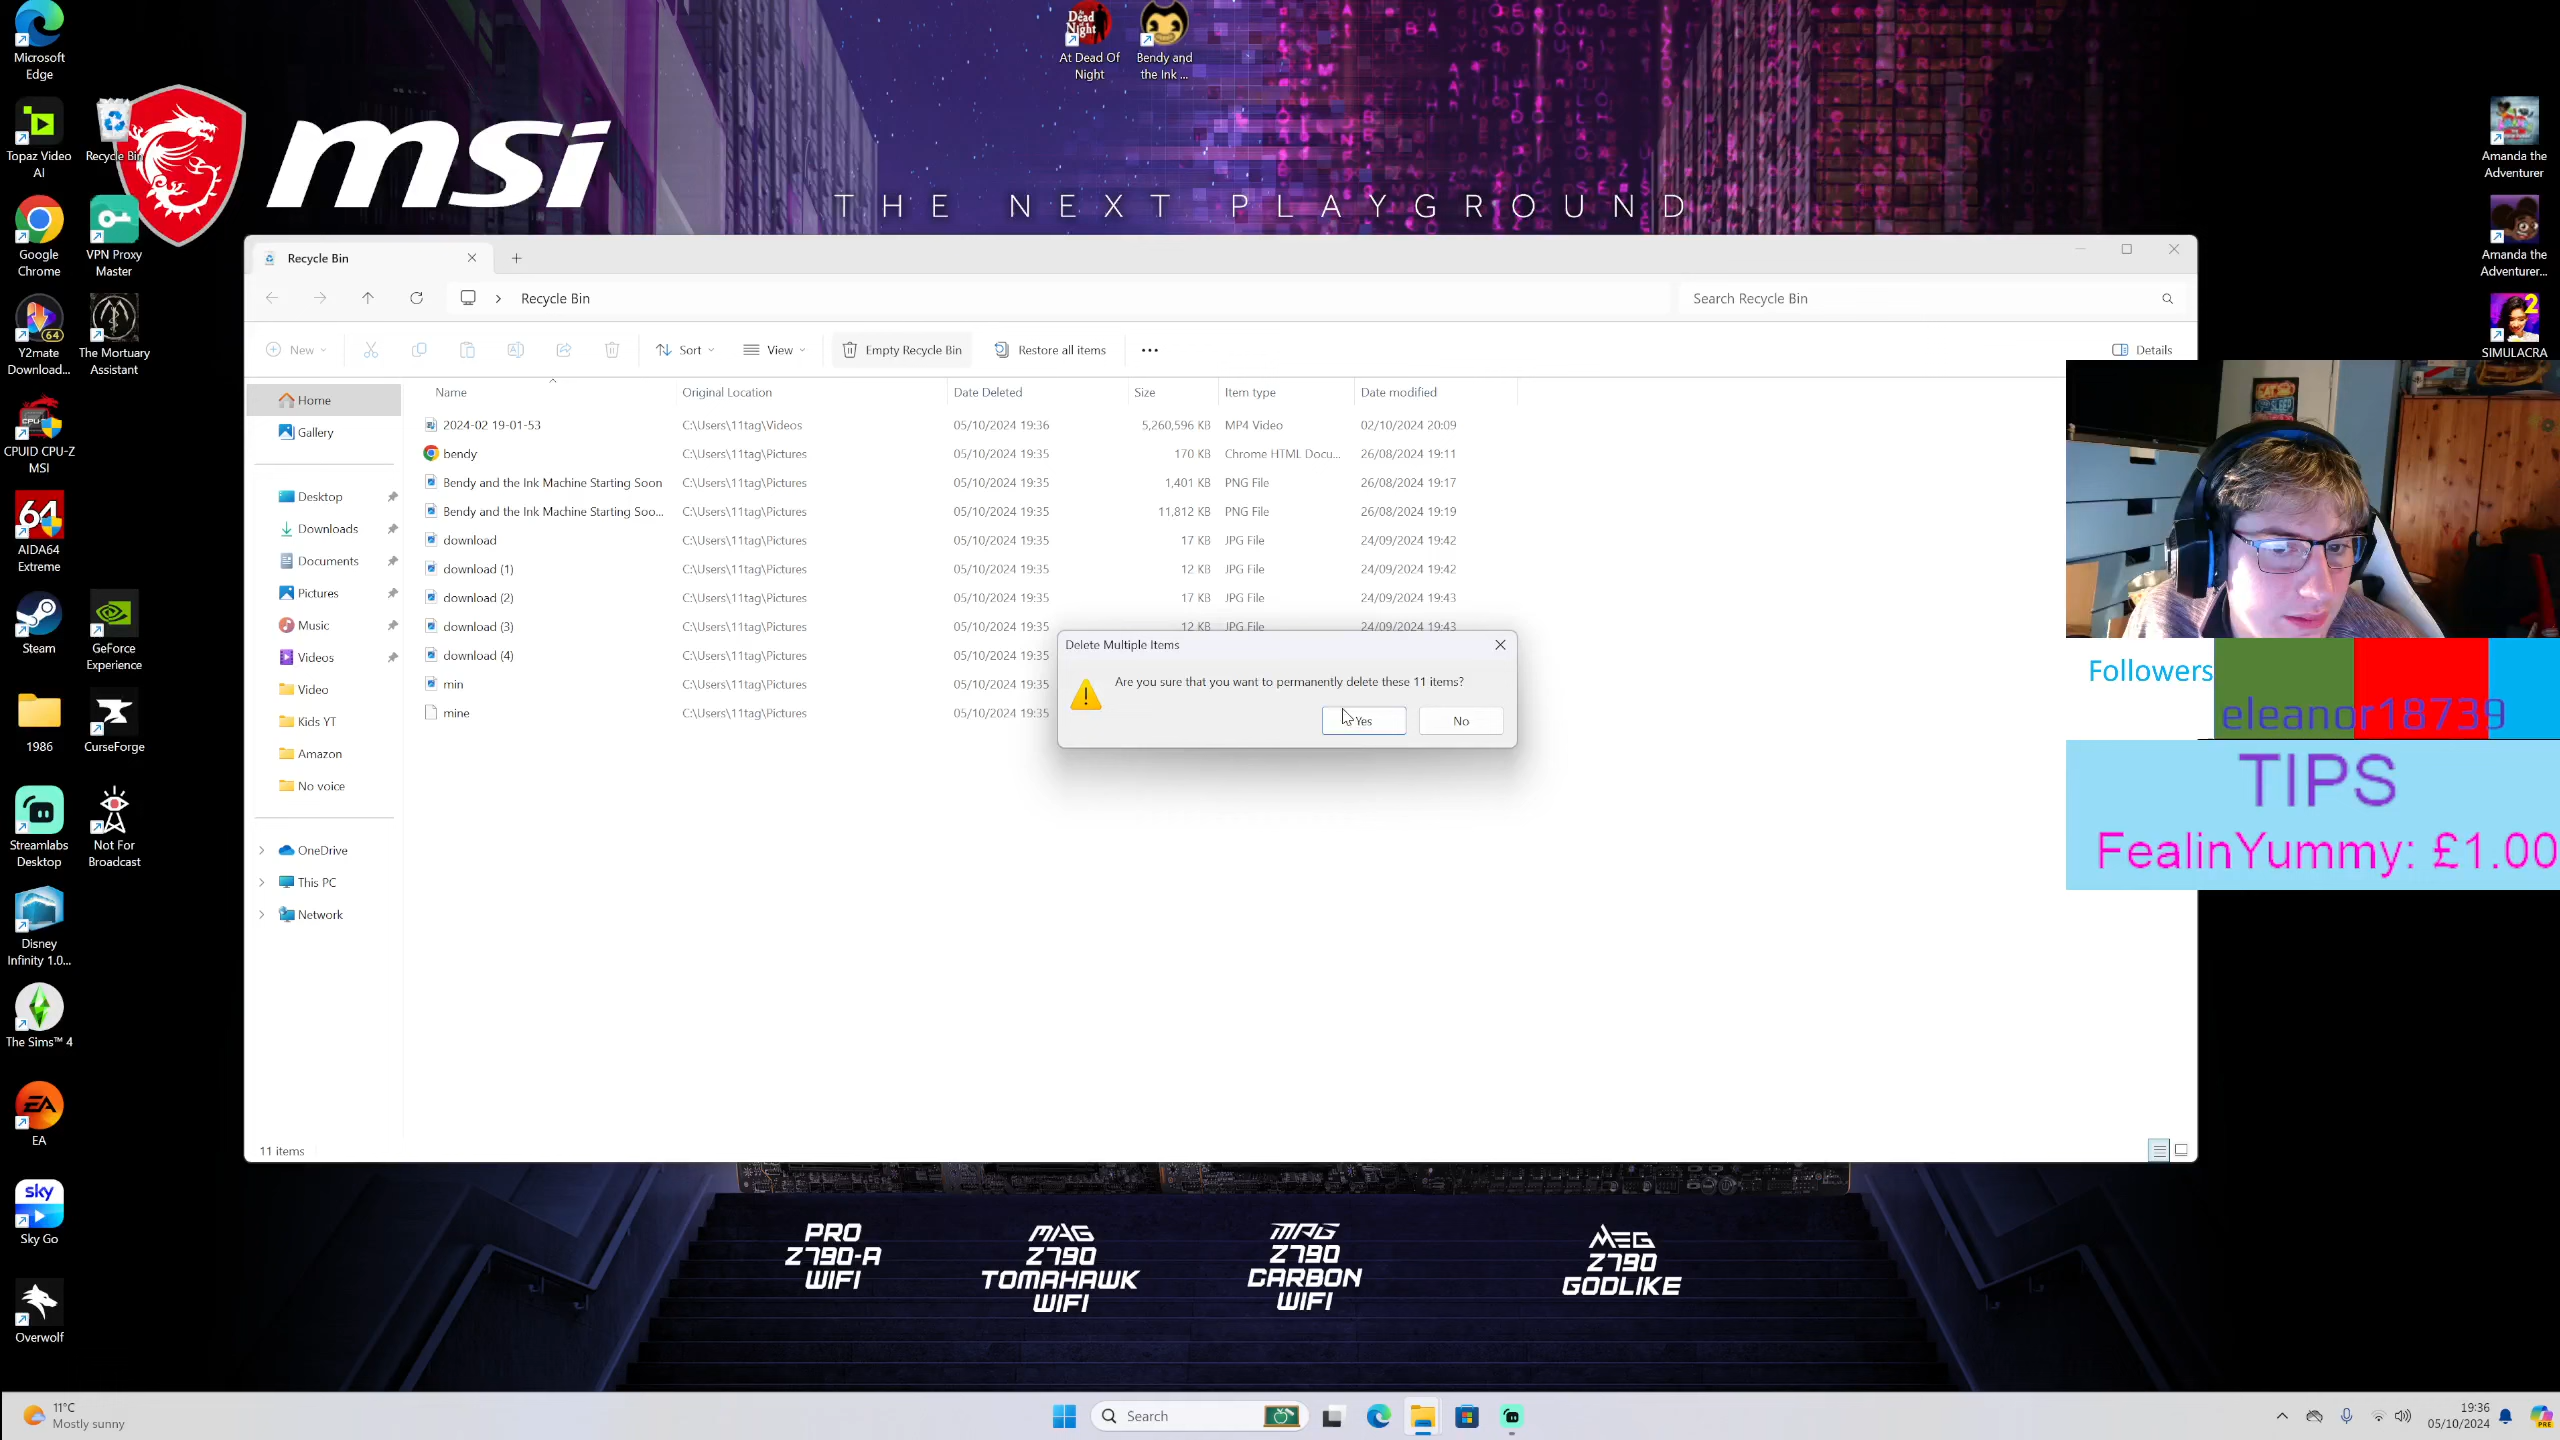 Microsoft Edge
At Dead Of Night
Bendy and the Ink ...
Topaz Video AI
Recycle Bin
msi
THE NEXT PLAYGROUND
Amanda the Adventurer
Google Chrome
VPN Proxy Master
Amanda the Adventurer...
Recycle Bin
Recycle Bin
Search Recycle Bin
Y2mate Download...
The Mortuary Assistant
SIMULACRA
New
Sort
View
Empty Recycle Bin
Restore all items
Details
Name Original Location Date Deleted Size Item type Date modified
2024-02 19-01-53 C:\Users\11tag\Videos 05/10/2024 19:36 5,260,596 KB MP4 Video 02/10/2024 20:09
bendy C:\Users\11tag\Pictures 05/10/2024 19:35 170 KB Chrome HTML Docu... 26/08/2024 19:11
Bendy and the Ink Machine Starting Soon C:\Users\11tag\Pictures 05/10/2024 19:35 1,401 KB PNG File 26/08/2024 19:17
Bendy and the Ink Machine Starting Soo... C:\Users\11tag\Pictures 05/10/2024 19:35 11,812 KB PNG File 26/08/2024 19:19
download C:\Users\11tag\Pictures 05/10/2024 19:35 17 KB JPG File 24/09/2024 19:42
download (1) C:\Users\11tag\Pictures 05/10/2024 19:35 12 KB JPG File 24/09/2024 19:42
download (2) C:\Users\11tag\Pictures 05/10/2024 19:35 17 KB JPG File 24/09/2024 19:43
download (3) C:\Users\11tag\Pictures 05/10/2024 19:35 12 KB JPG File 24/09/2024 19:43
download (4) C:\Users\11tag\Pictures 05/10/2024 19:35
min C:\Users\11tag\Pictures 05/10/2024 19:35
mine C:\Users\11tag\Pictures 05/10/2024 19:35
Delete Multiple Items
Are you sure that you want to permanently delete these 11 items?
Yes
No
Home
Gallery
Desktop
Downloads
Documents
Pictures
Music
Videos
Video
Kids YT
Amazon
No voice
OneDrive
This PC
Network
11 items
CPUID CPU-Z MSI
64
AIDA64 Extreme
Steam
GeForce Experience
1986
CurseForge
Streamlabs Desktop
Not For Broadcast
Disney Infinity 1.0...
The Sims™ 4
EA
EA
sky
Sky Go
Overwolf
Followers
eleanor18739
TIPS
FealinYummy: £1.00
PRO Z790-A WIFI
MAG Z790 TOMAHAWK WIFI
MPG Z790 CARBON WIFI
MEG Z790 GODLIKE
11°C
Mostly sunny
Search
19:36
05/10/2024
PRE